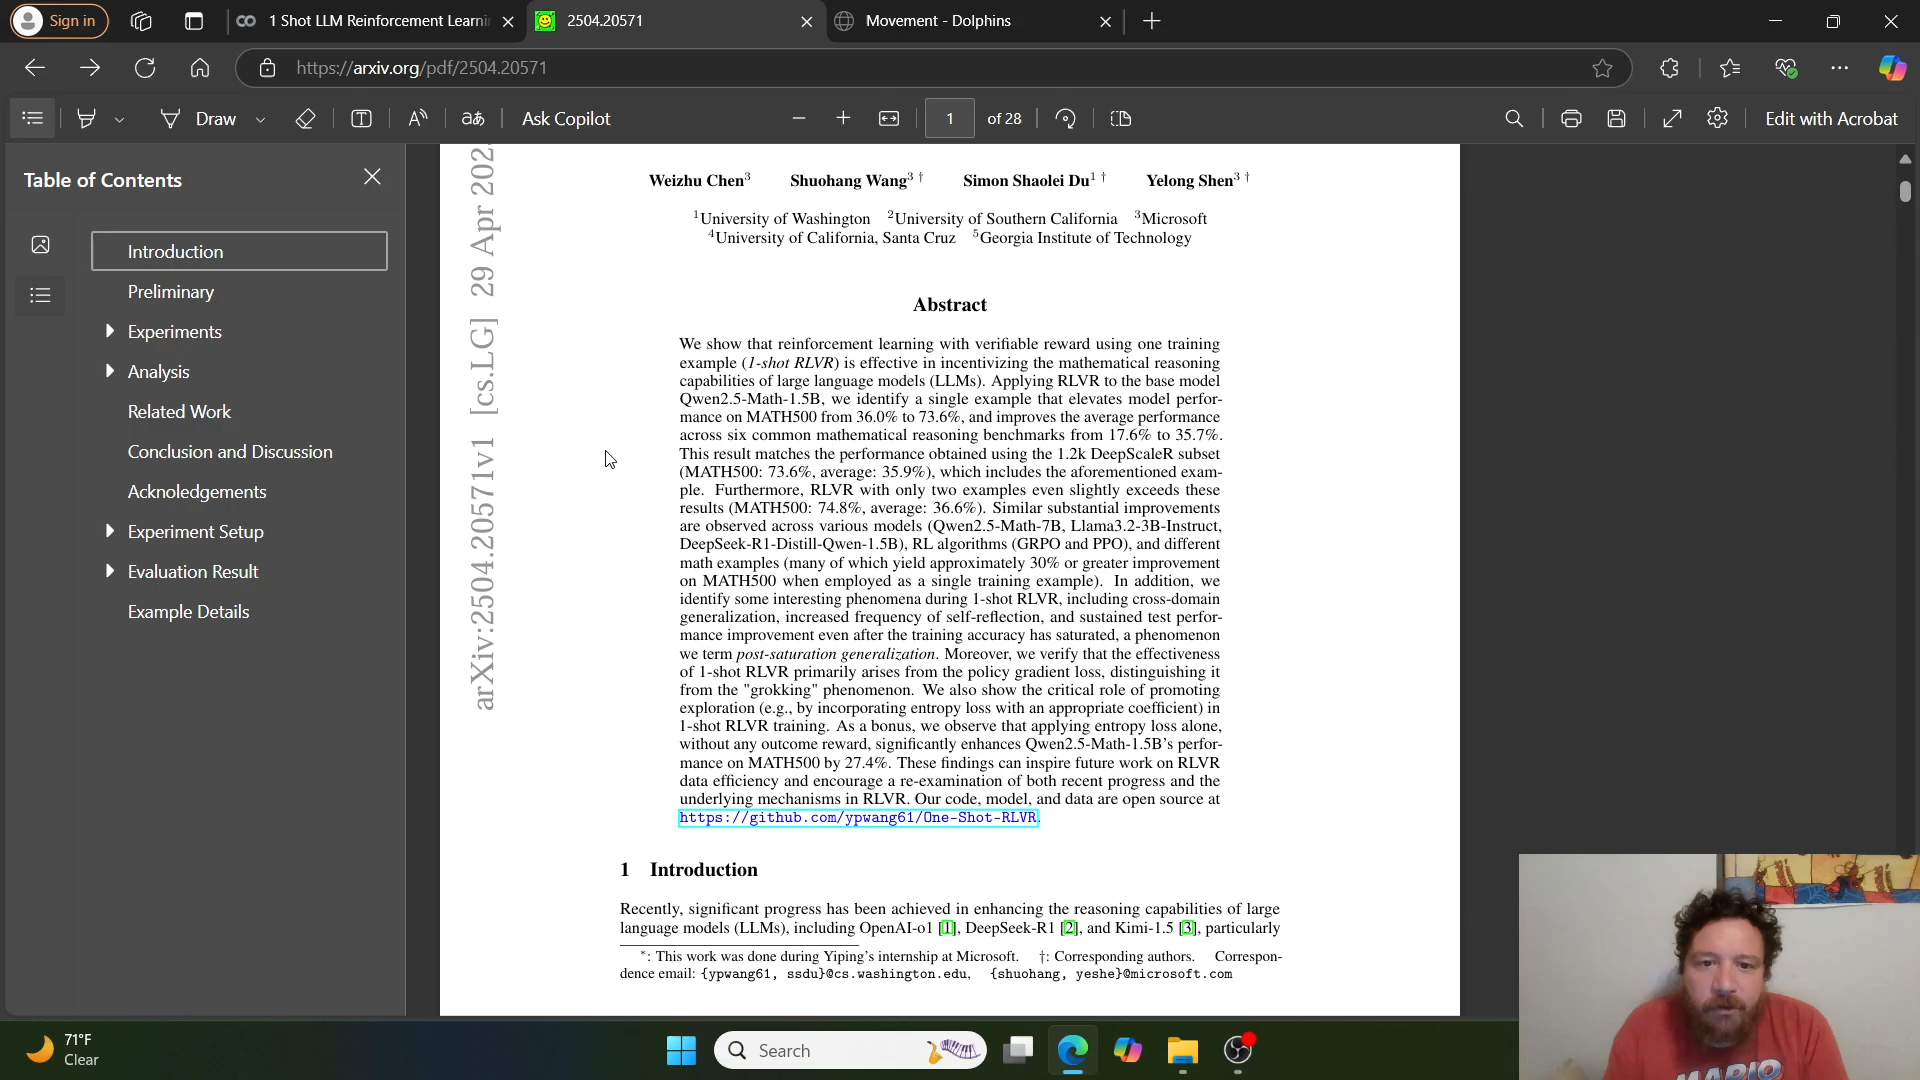 Sign in
1 Shot LLM Reinforcement Learni
2504.20571
Movement - Dolphins
https://arxiv.org/pdf/2504.20571
Draw
aあ
Ask Copilot
1
of 28
Edit with Acrobat
Table of Contents
Introduction
Preliminary
Experiments
Analysis
Related Work
Conclusion and Discussion
Acknoledgements
Experiment Setup
Evaluation Result
Example Details
arXiv:2504.20571v1 [cs.LG] 29 Apr 202
Weizhu Chen³ Shuohang Wang³ † Simon Shaolei Du¹ † Yelong Shen³ †
¹University of Washington ²University of Southern California ³Microsoft
⁴University of California, Santa Cruz ⁵Georgia Institute of Technology
Abstract
We show that reinforcement learning with verifiable reward using one training
example (1-shot RLVR) is effective in incentivizing the mathematical reasoning
capabilities of large language models (LLMs). Applying RLVR to the base model
Qwen2.5-Math-1.5B, we identify a single example that elevates model perfor-
mance on MATH500 from 36.0% to 73.6%, and improves the average performance
across six common mathematical reasoning benchmarks from 17.6% to 35.7%.
This result matches the performance obtained using the 1.2k DeepScaleR subset
(MATH500: 73.6%, average: 35.9%), which includes the aforementioned exam-
ple. Furthermore, RLVR with only two examples even slightly exceeds these
results (MATH500: 74.8%, average: 36.6%). Similar substantial improvements
are observed across various models (Qwen2.5-Math-7B, Llama3.2-3B-Instruct,
DeepSeek-R1-Distill-Qwen-1.5B), RL algorithms (GRPO and PPO), and different
math examples (many of which yield approximately 30% or greater improvement
on MATH500 when employed as a single training example). In addition, we
identify some interesting phenomena during 1-shot RLVR, including cross-domain
generalization, increased frequency of self-reflection, and sustained test perfor-
mance improvement even after the training accuracy has saturated, a phenomenon
we term post-saturation generalization. Moreover, we verify that the effectiveness
of 1-shot RLVR primarily arises from the policy gradient loss, distinguishing it
from the "grokking" phenomenon. We also show the critical role of promoting
exploration (e.g., by incorporating entropy loss with an appropriate coefficient) in
1-shot RLVR training. As a bonus, we observe that applying entropy loss alone,
without any outcome reward, significantly enhances Qwen2.5-Math-1.5B's perfor-
mance on MATH500 by 27.4%. These findings can inspire future work on RLVR
data efficiency and encourage a re-examination of both recent progress and the
underlying mechanisms in RLVR. Our code, model, and data are open source at
https://github.com/ypwang61/One-Shot-RLVR.
1 Introduction
Recently, significant progress has been achieved in enhancing the reasoning capabilities of large
language models (LLMs), including OpenAI-o1 [1], DeepSeek-R1 [2], and Kimi-1.5 [3], particularly
*: This work was done during Yiping's internship at Microsoft. †: Corresponding authors. Correspon-
dence email: {ypwang61, ssdu}@cs.washington.edu, {shuohang, yeshe}@microsoft.com
71°F
Clear
Search
MARIO